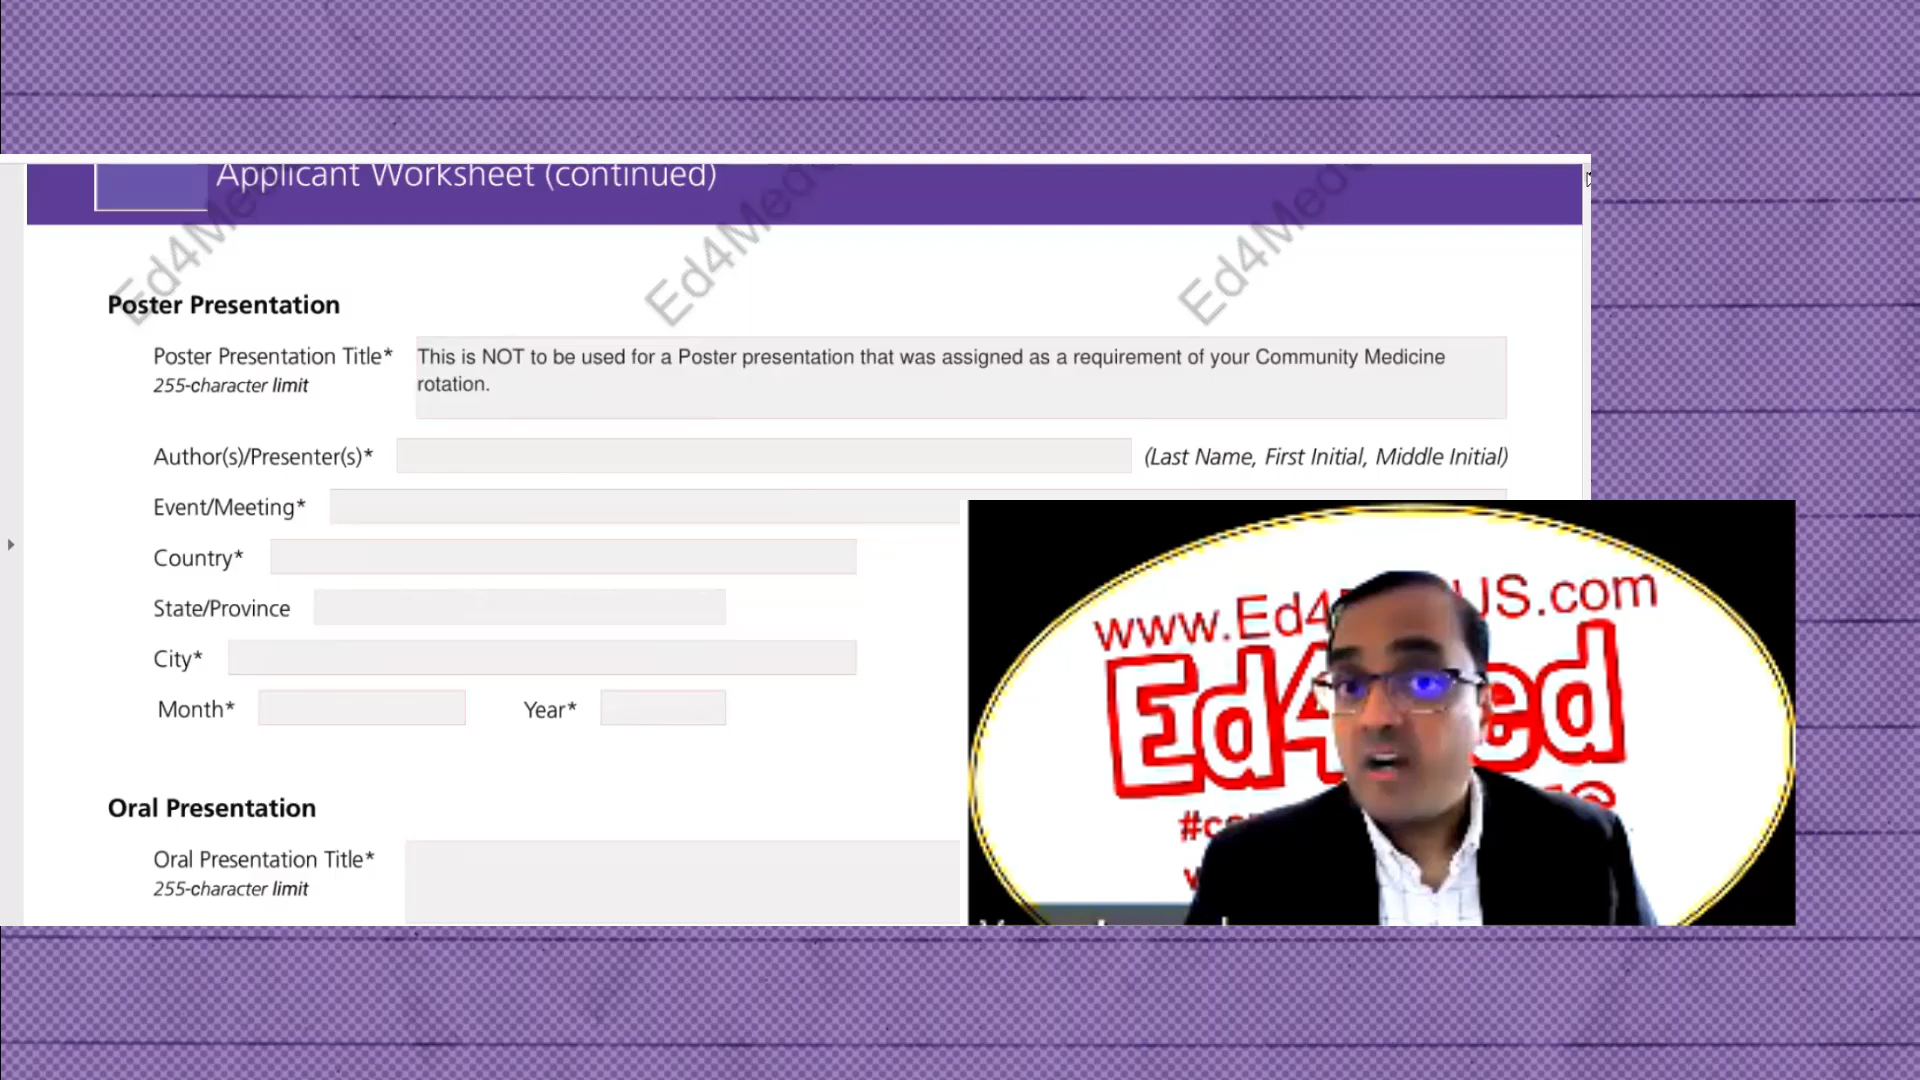 Applicant Worksheet (continued)
Poster Presentation
Poster Presentation Title*
255-character limit
This is NOT to be used for a Poster presentation that was assigned as a requirement of your Community Medicine
rotation.
Author(s)/Presenter(s)*
(Last Name, First Initial, Middle Initial)
Event/Meeting*
Country*
State/Province
City*
Month*
Year*
Oral Presentation
Oral Presentation Title*
255-character limit